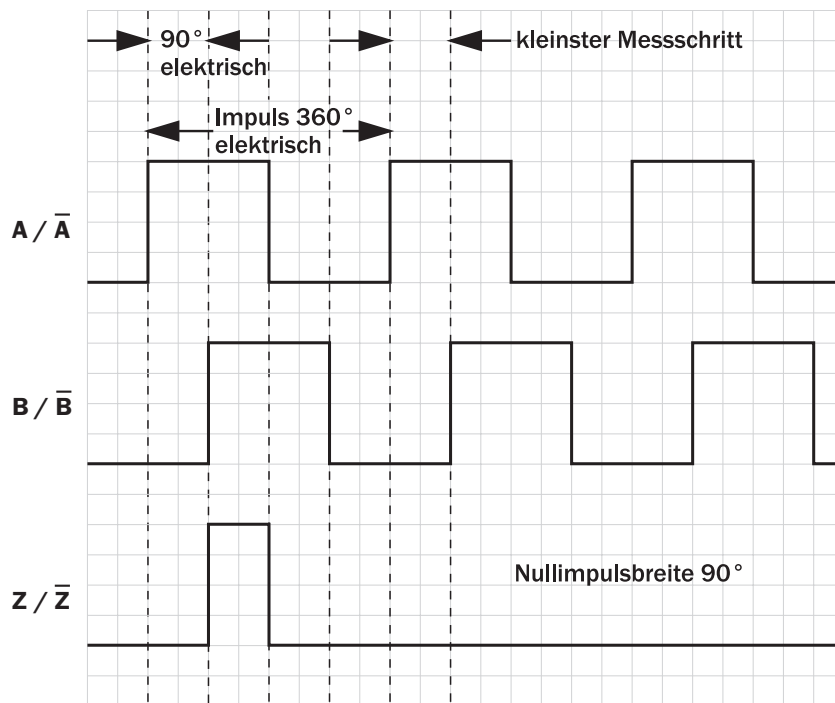 90°
elektrisch
kleinster Messschritt
Impuls 360°
elektrisch
A / A̅
B / B̅
Nullimpulsbreite 90°
Z / Z̅